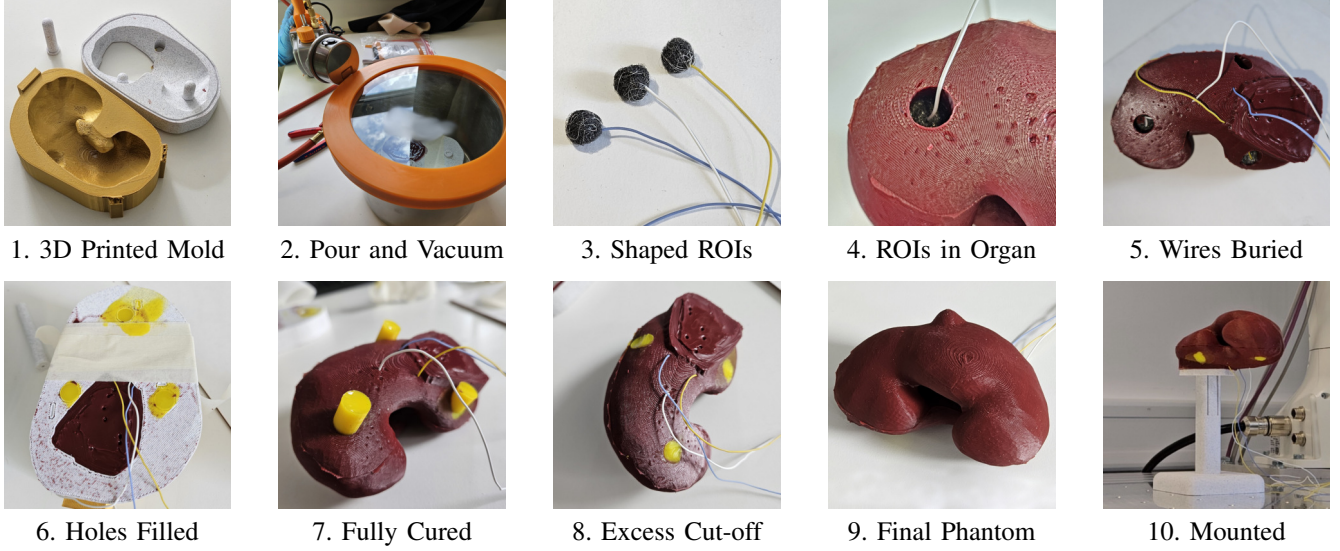 1. 3D Printed Mold
2. Pour and Vacuum
3. Shaped ROIs
4. ROIs in Organ
5. Wires Buried
6. Holes Filled
7. Fully Cured
8. Excess Cut-off
9. Final Phantom
10. Mounted